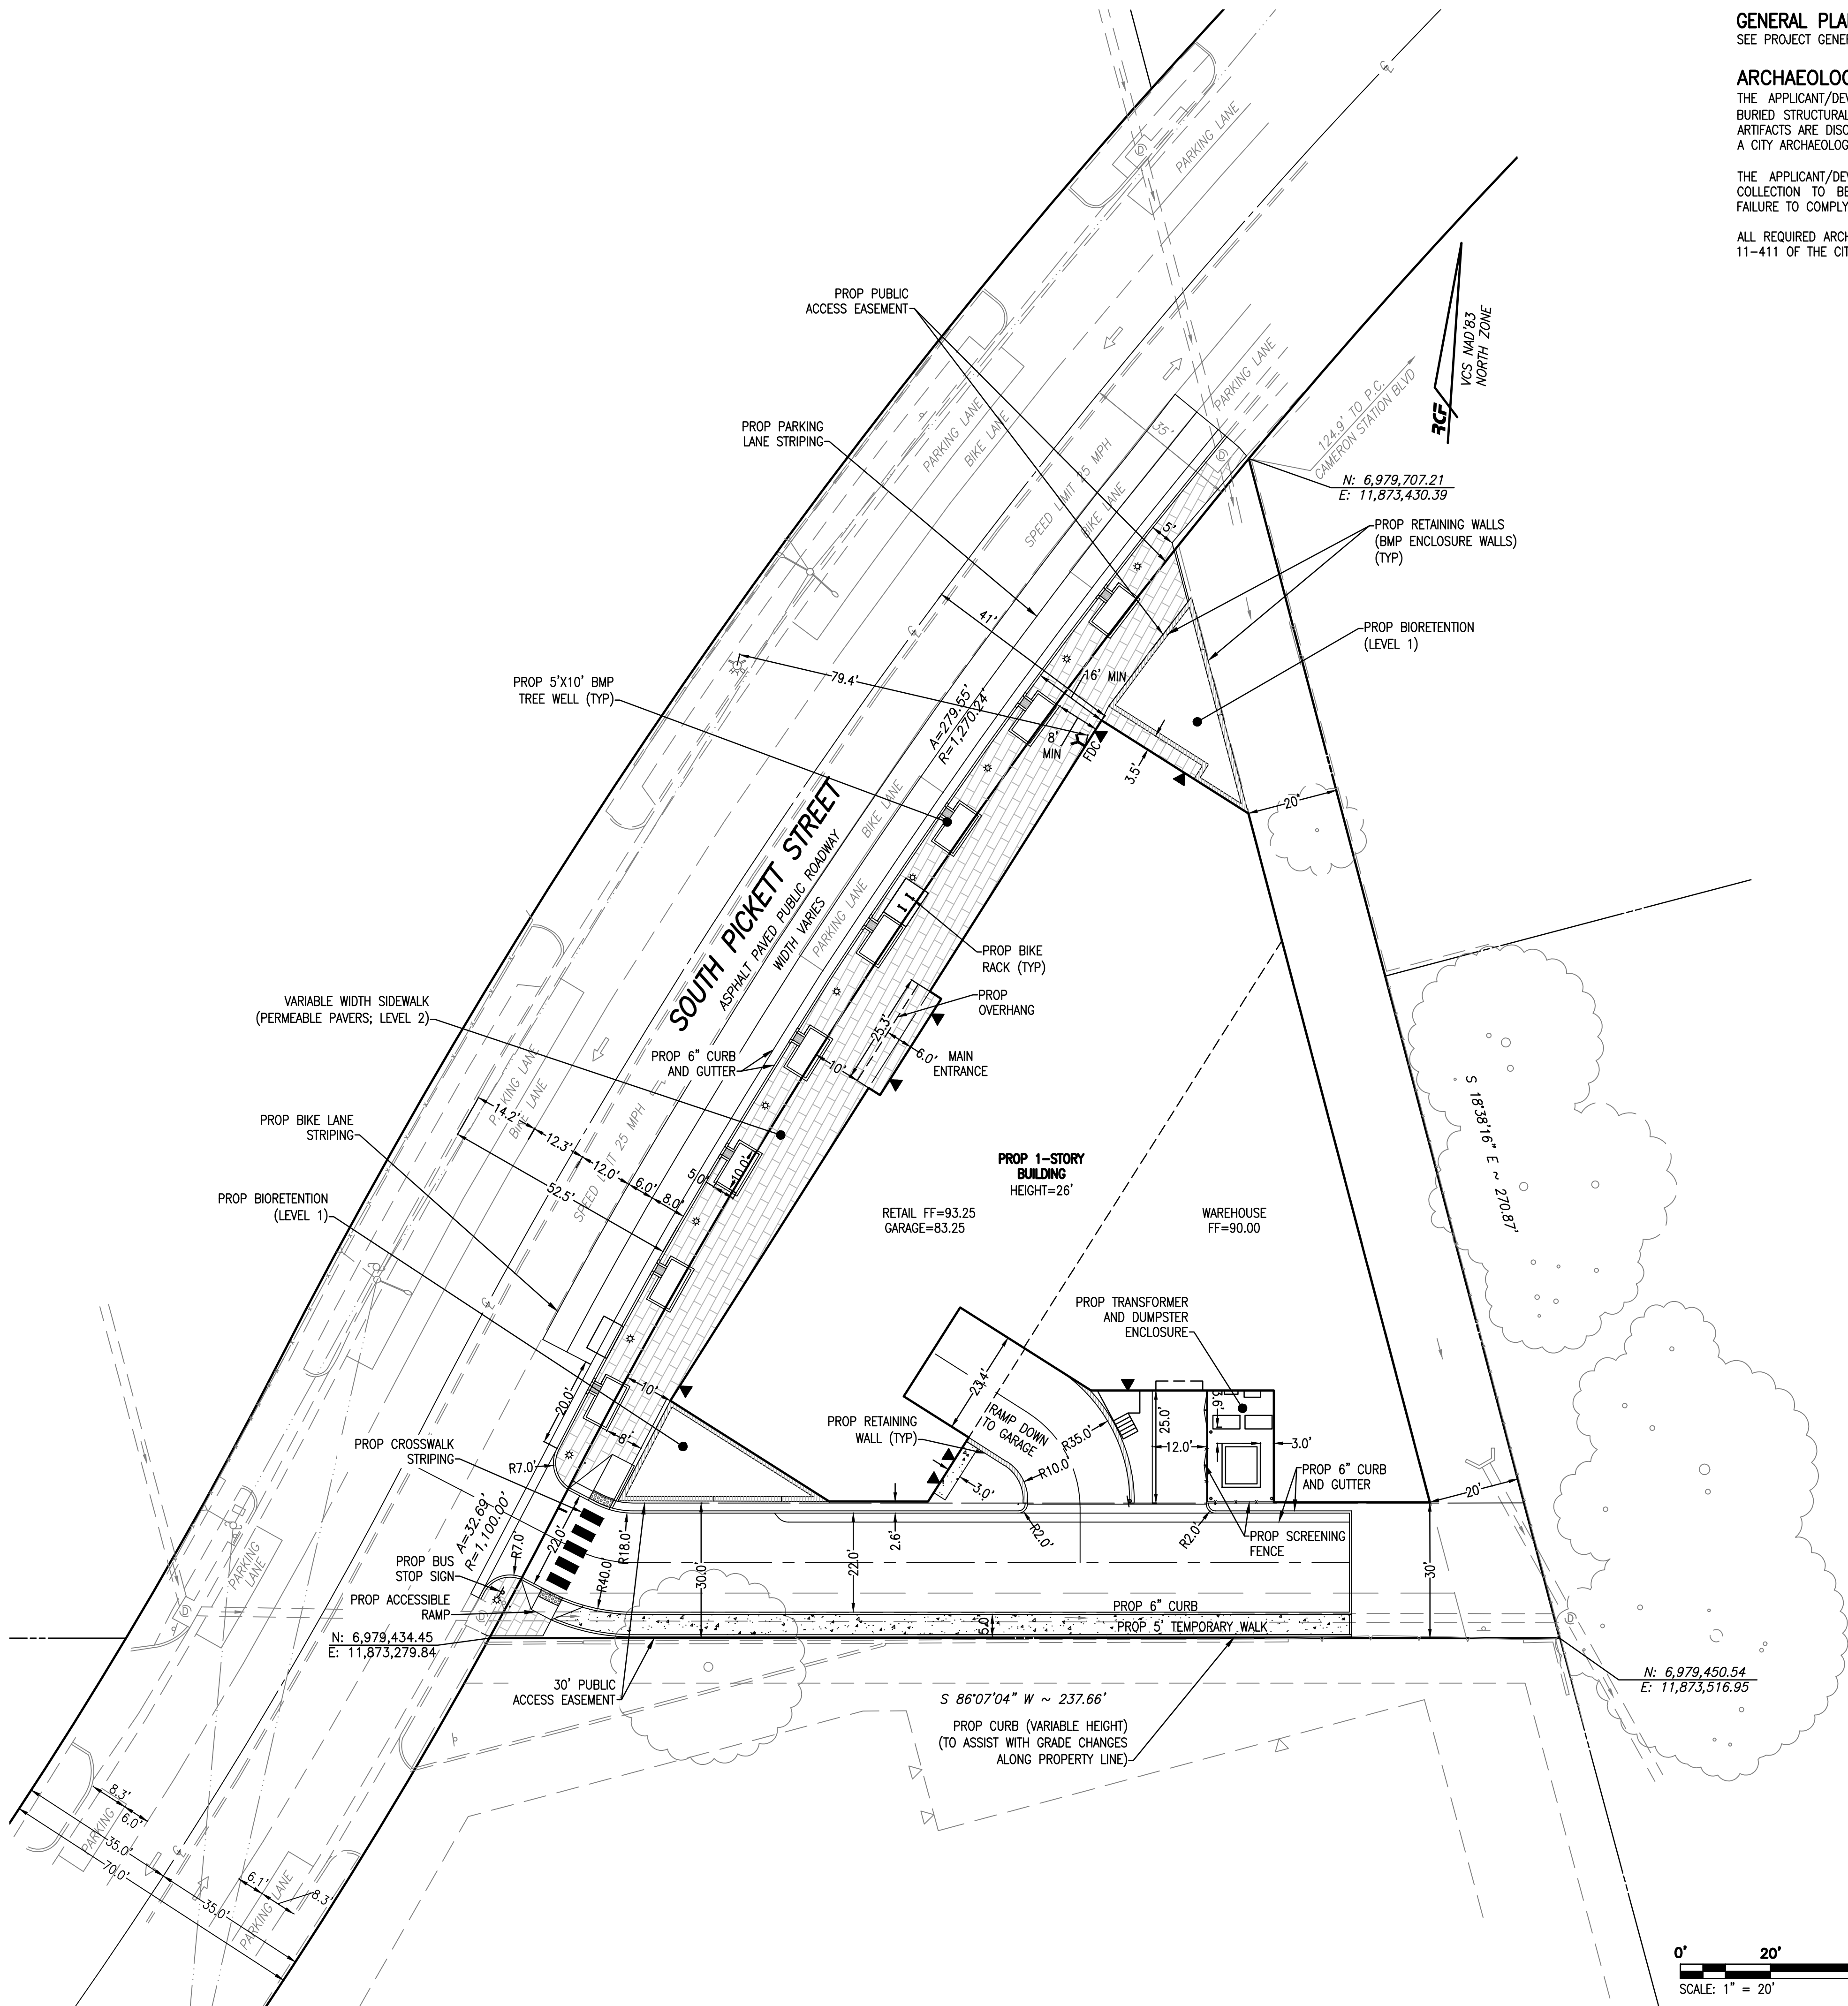 GENERAL PLA
SEE PROJECT GENE
ARCHAEOLOG
THE APPLICANT/DEV
BURIED STRUCTURAL
ARTIFACTS ARE DISC
A CITY ARCHAEOLOG
THE APPLICANT/DEV
COLLECTION TO BE
FAILURE TO COMPLY
ALL REQUIRED ARCH
11-411 OF THE CIT
VCS NAD'83
NORTH ZONE
RCF
PARKING LANE
PROP PUBLIC
ACCESS EASEMENT
PARKING LANE
124.9' TO P.C.
CAMERON STATION BLVD
PARKING LANE
BIKE LANE
35'
SPEED LIMIT 25 MPH
BIKE LANE
PROP PARKING
LANE STRIPING
N: 6,979,707.21
E: 11,873,430.39
5'
PROP RETAINING WALLS
(BMP ENCLOSURE WALLS)
(TYP)
PROP BIORETENTION
(LEVEL 1)
41'
79.4'
16' MIN
8'
MIN
FDC
3.5'
20'
PROP 5'X10' BMP
TREE WELL (TYP)
A=279.55'
R=1,270.24'
SOUTH PICKETT STREET
ASPHALT PAVED PUBLIC ROADWAY
WIDTH VARIES
BIKE LANE
PARKING LANE
PROP BIKE
RACK (TYP)
PROP
OVERHANG
25.3'
6.0'
MAIN
ENTRANCE
10'
VARIABLE WIDTH SIDEWALK
(PERMEABLE PAVERS; LEVEL 2)
PROP 6" CURB
AND GUTTER
PARKING LANE
BIKE LANE
SPEED LIMIT 25 MPH
14.2'
12.3'
12.0'
6.0'
8.0'
52.5'
5.0'
10.0'
PROP BIKE LANE
STRIPING
PROP BIORETENTION
(LEVEL 1)
PROP 1-STORY
BUILDING
HEIGHT=26'
RETAIL FF=93.25
GARAGE=83.25
WAREHOUSE
FF=90.00
S 18°38'16" E ~ 270.87'
PROP TRANSFORMER
AND DUMPSTER
ENCLOSURE
23.4'
RAMP DOWN
TO GARAGE
R35.0'
R10.0'
25.0'
12.0'
3.6'
3.0'
PROP RETAINING
WALL (TYP)
3.0'
PROP 6" CURB
AND GUTTER
20'
20.0'
10'
8'
PROP CROSSWALK
STRIPING
R7.0'
A=32.69'
R=1,100.00'
R7.0'
22.0'
R18.0'
R40.0'
30.0'
22.0'
2.6'
R2.0'
R2.0'
PROP SCREENING
FENCE
30'
PROP BUS
STOP SIGN
PROP ACCESSIBLE
RAMP
PROP 6" CURB
5.0'
PROP 5' TEMPORARY WALK
N: 6,979,434.45
E: 11,873,279.84
30' PUBLIC
ACCESS EASEMENT
S 86°07'04" W ~ 237.66'
PROP CURB (VARIABLE HEIGHT)
(TO ASSIST WITH GRADE CHANGES
ALONG PROPERTY LINE)
N: 6,979,450.54
E: 11,873,516.95
PARKING
LANE
8.3'
6.0'
PARKING
35.0'
70.0'
6.1'
8.3'
PARKING LANE
35.0'
0' 20'
SCALE: 1" = 20'